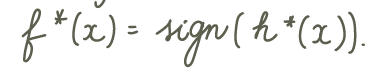 f*(x) = sign(h*(x)).